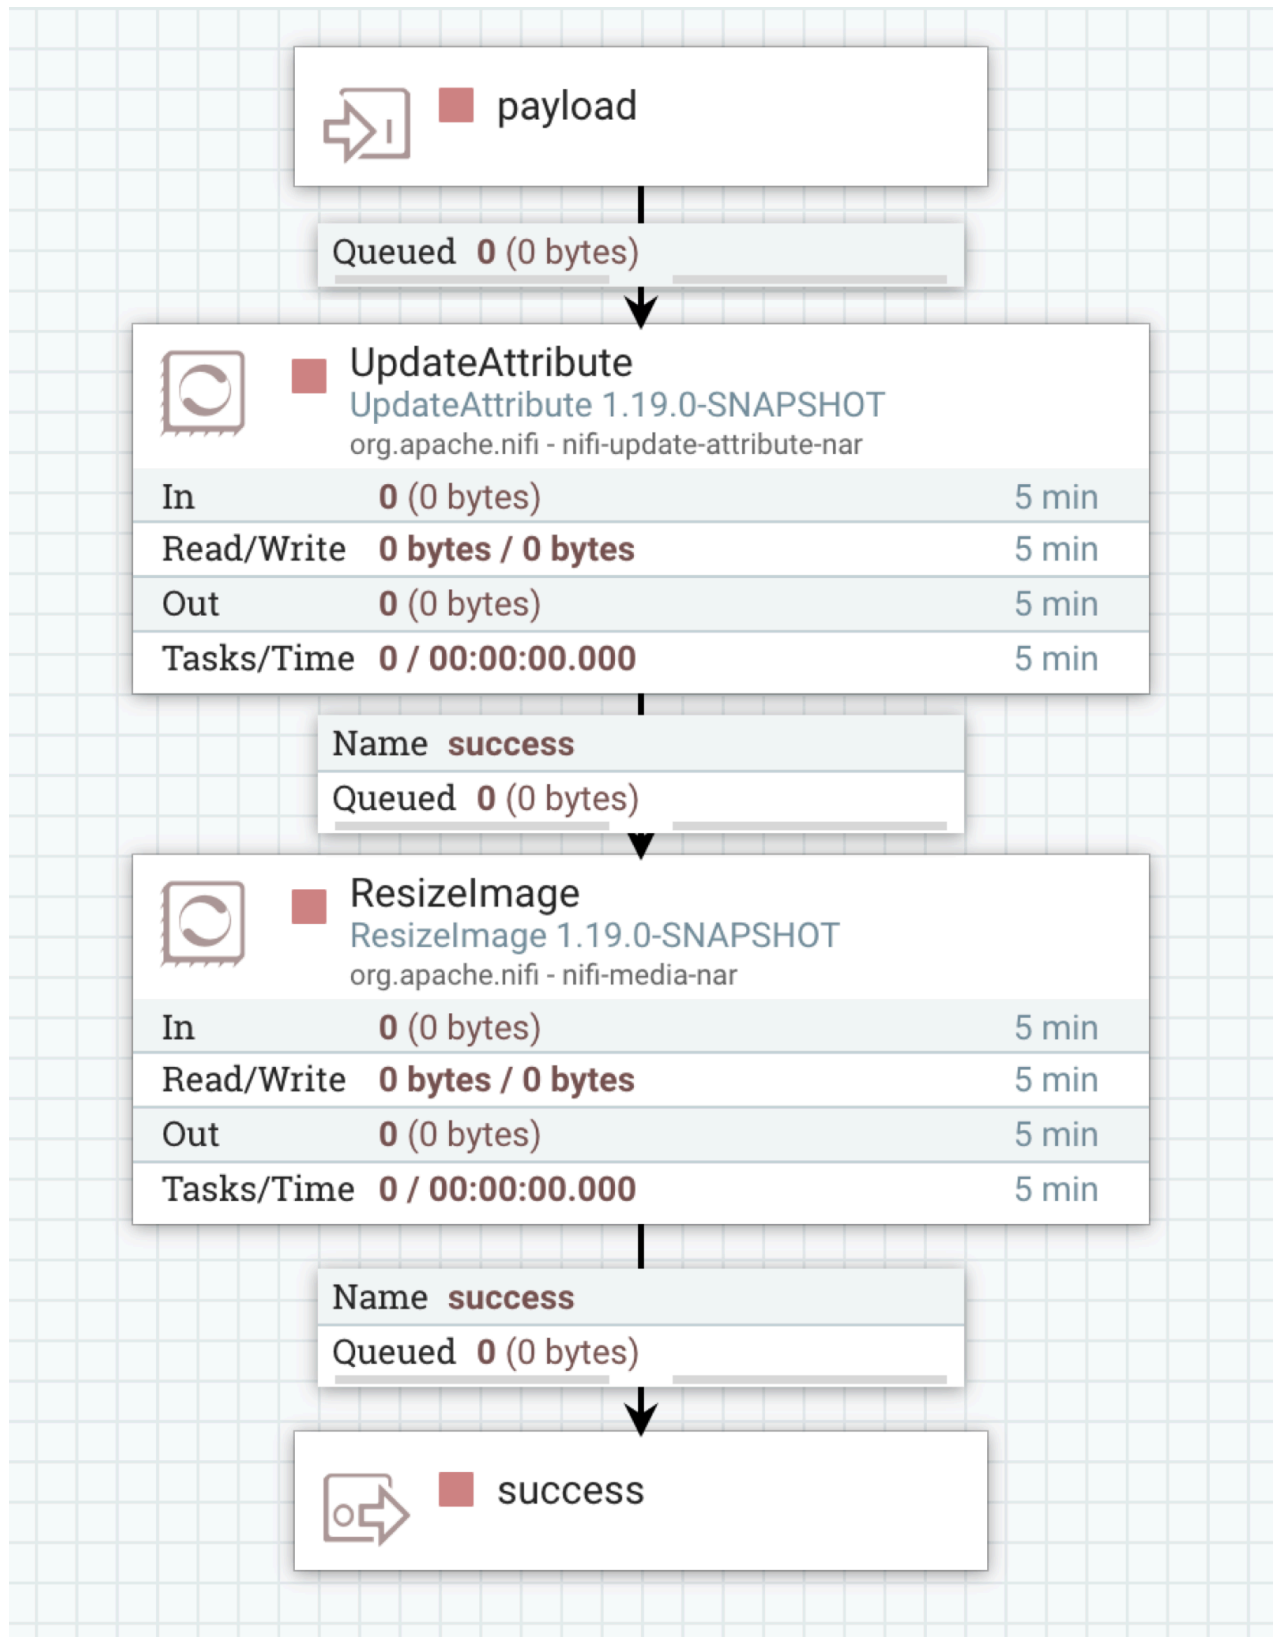 payload
Queued 0 (0 bytes)
UpdateAttribute
UpdateAttribute 1.19.0-SNAPSHOT
org.apache.nifi - nifi-update-attribute-nar
In 0 (0 bytes) 5 min
Read/Write 0 bytes / 0 bytes 5 min
Out 0 (0 bytes) 5 min
Tasks/Time 0 / 00:00:00.000 5 min
Name success
Queued 0 (0 bytes)
ResizeImage
ResizeImage 1.19.0-SNAPSHOT
org.apache.nifi - nifi-media-nar
In 0 (0 bytes) 5 min
Read/Write 0 bytes / 0 bytes 5 min
Out 0 (0 bytes) 5 min
Tasks/Time 0 / 00:00:00.000 5 min
Name success
Queued 0 (0 bytes)
success